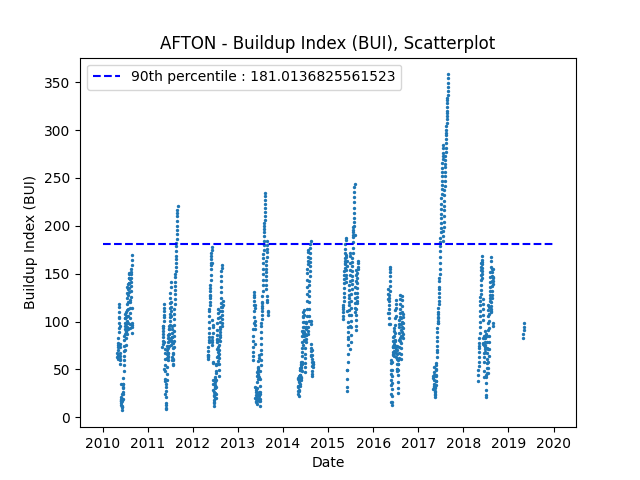 AFTON - Buildup Index (BUI), Scatterplot
90th percentile : 181.0136825561523
350
300
250
200
150
100
50
0
Buildup Index (BUI)
2010 2011 2012 2013 2014 2015 2016 2017 2018 2019 2020
Date